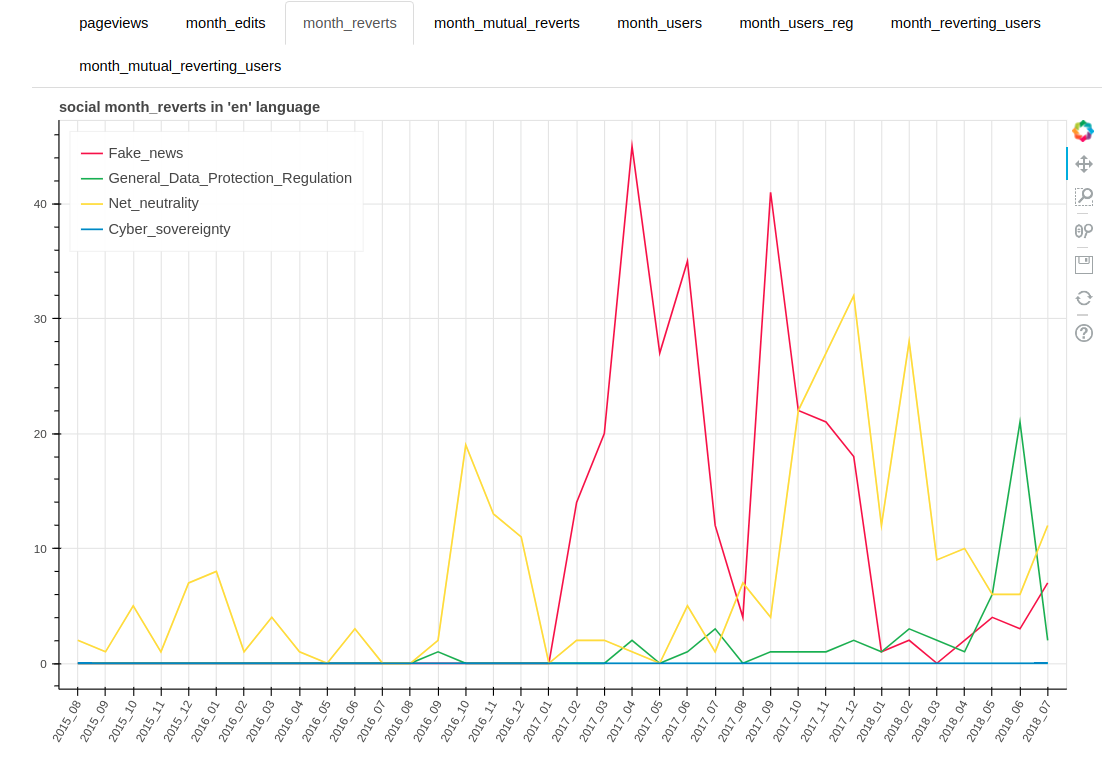 pageviews month_edits month_reverts month_mutual_reverts month_users month_users_reg month_reverting_users
month_mutual_reverting_users
social month_reverts in 'en' language
Fake_news
General_Data_Protection_Regulation
Net_neutrality
Cyber_sovereignty
40
30
20
10
0
2015_08 2015_09 2015_10 2015_11 2015_12 2016_01 2016_02 2016_03 2016_04 2016_05 2016_06 2016_07 2016_08 2016_09 2016_10 2016_11 2016_12 2017_01 2017_02 2017_03 2017_04 2017_05 2017_06 2017_07 2017_08 2017_09 2017_10 2017_11 2017_12 2018_01 2018_02 2018_03 2018_04 2018_05 2018_06 2018_07